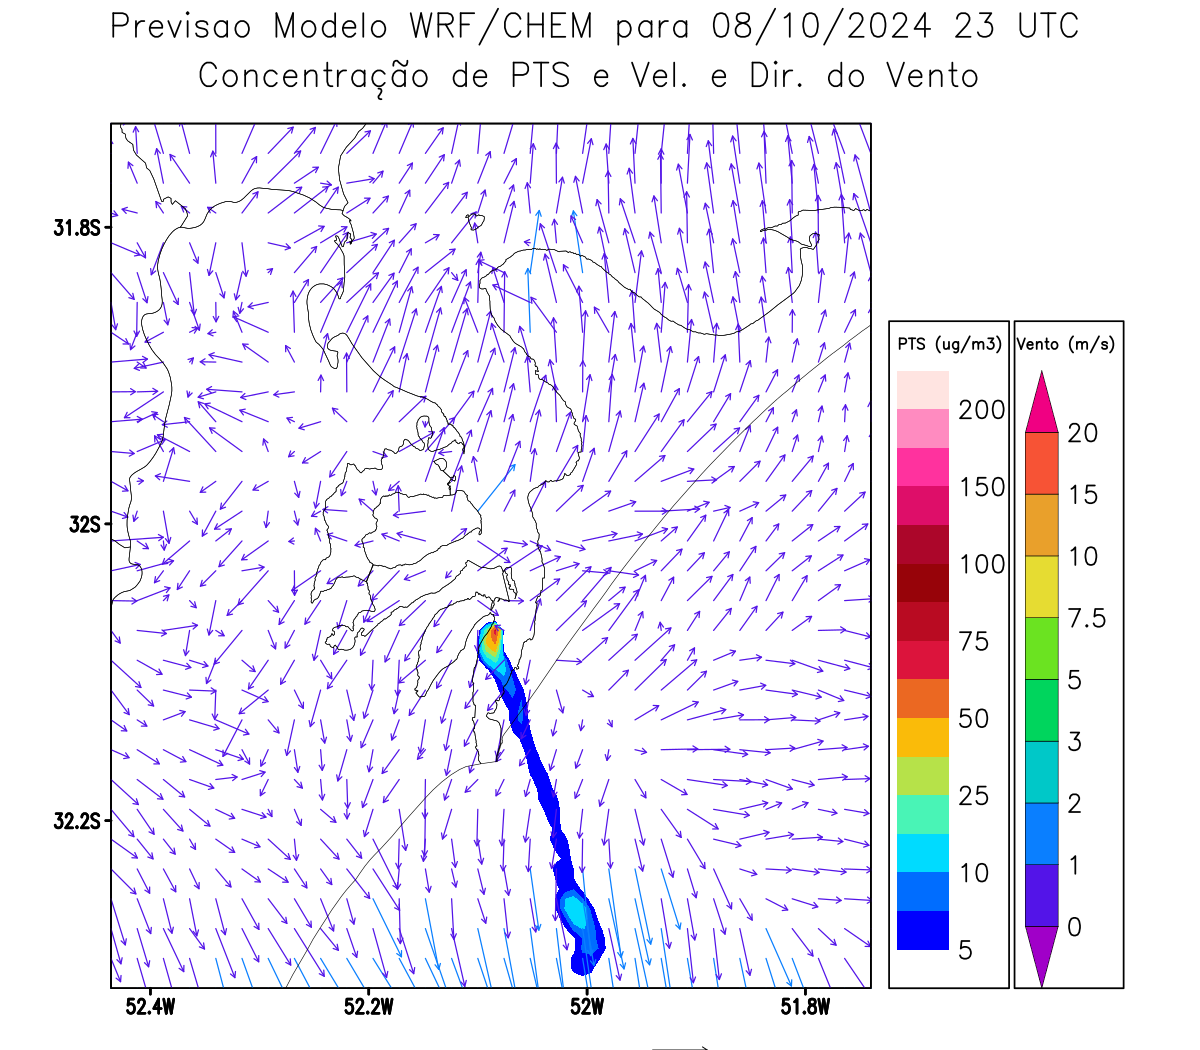 Previsao Modelo WRF/CHEM para 08/10/2024 23 UTC
Concentração de PTS e Vel. e Dir. do Vento
31.8S
32S
32.2S
52.4W
52.2W
52W
51.8W
PTS (ug/m3)
200
150
100
75
50
25
10
5
Vento (m/s)
20
15
10
7.5
5
3
2
1
0